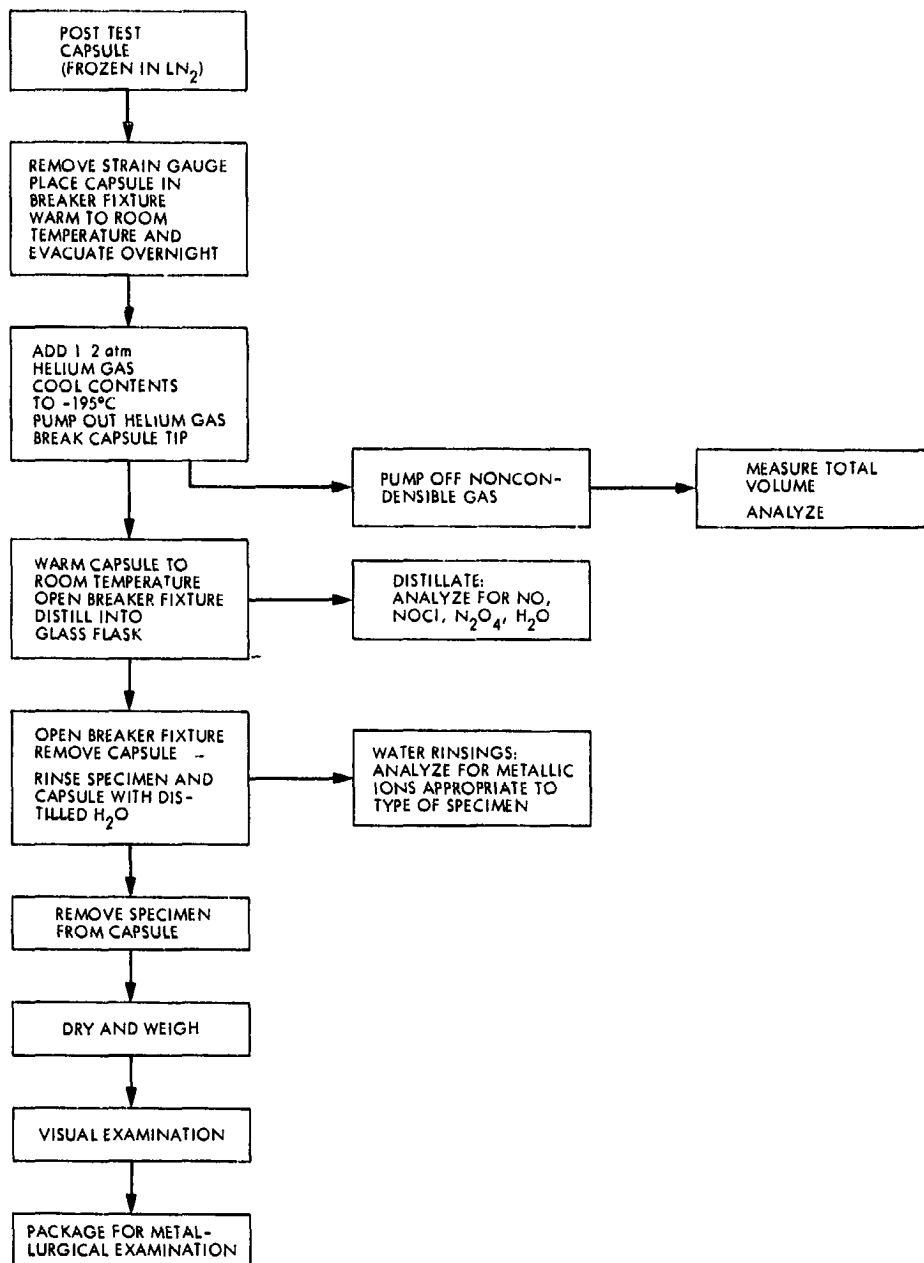 POST TEST
CAPSULE
(FROZEN IN LN2)
REMOVE STRAIN GAUGE
PLACE CAPSULE IN
BREAKER FIXTURE
WARM TO ROOM
TEMPERATURE AND
EVACUATE OVERNIGHT
ADD 1 2 atm
HELIUM GAS
COOL CONTENTS
TO -195°C
PUMP OUT HELIUM GAS
BREAK CAPSULE TIP
PUMP OFF NONCON-
DENSIBLE GAS
MEASURE TOTAL
VOLUME
ANALYZE
WARM CAPSULE TO
ROOM TEMPERATURE
OPEN BREAKER FIXTURE
DISTILL INTO
GLASS FLASK
DISTILLATE:
ANALYZE FOR NO,
NOCl, N2O4, H2O
OPEN BREAKER FIXTURE
REMOVE CAPSULE –
RINSE SPECIMEN AND
CAPSULE WITH DIS-
TILLED H2O
WATER RINSINGS:
ANALYZE FOR METALLIC
IONS APPROPRIATE TO
TYPE OF SPECIMEN
REMOVE SPECIMEN
FROM CAPSULE
DRY AND WEIGH
VISUAL EXAMINATION
PACKAGE FOR METAL-
LURGICAL EXAMINATION